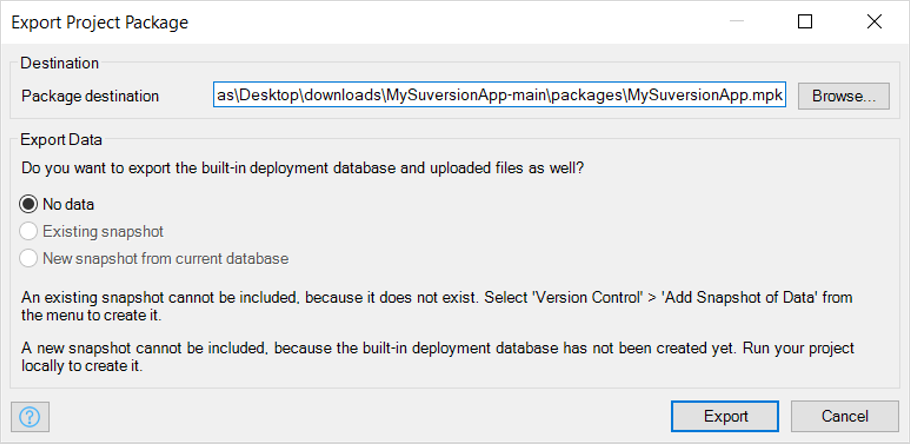 Export Project Package
Destination
Package destination
as\Desktop\downloads\MySuversionApp-main\packages\MySuversionApp.mpk
Browse...
Export Data
Do you want to export the built-in deployment database and uploaded files as well?
No data
Existing snapshot
New snapshot from current database
An existing snapshot cannot be included, because it does not exist. Select 'Version Control' > 'Add Snapshot of Data' from
the menu to create it.
A new snapshot cannot be included, because the built-in deployment database has not been created yet. Run your project
locally to create it.
?
Export
Cancel